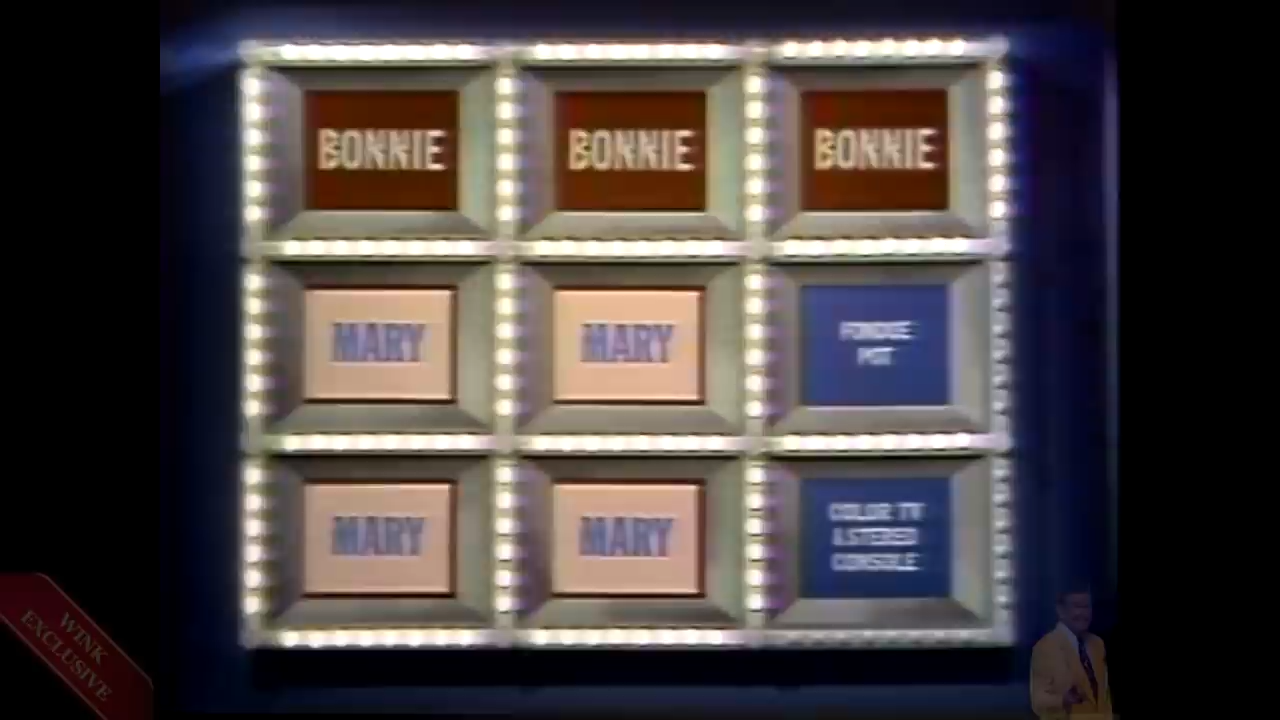 BONNIE BONNIE BONNIE
MARY MARY FONDUE
POT
MARY MARY COLOR TV
& STEREO
CONSOLE
WINK
EXCLUSIVE